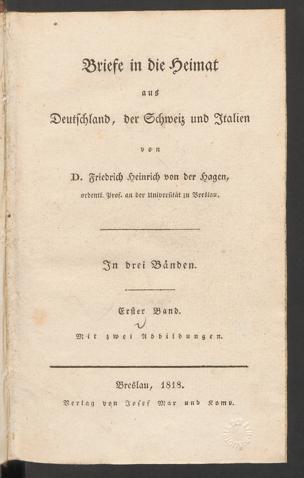 Briefe in die Heimat
aus
Deutschland, der Schweiz und Italien
von
D. Friedrich Heinrich von der Hagen,
ordentl. Prof. an der Universität zu Breslau.
In drei Bänden.
Erster Band.
Mit zwei Abbildungen.
Breslau, 1818.
Verlag von Josef Max und Komp.